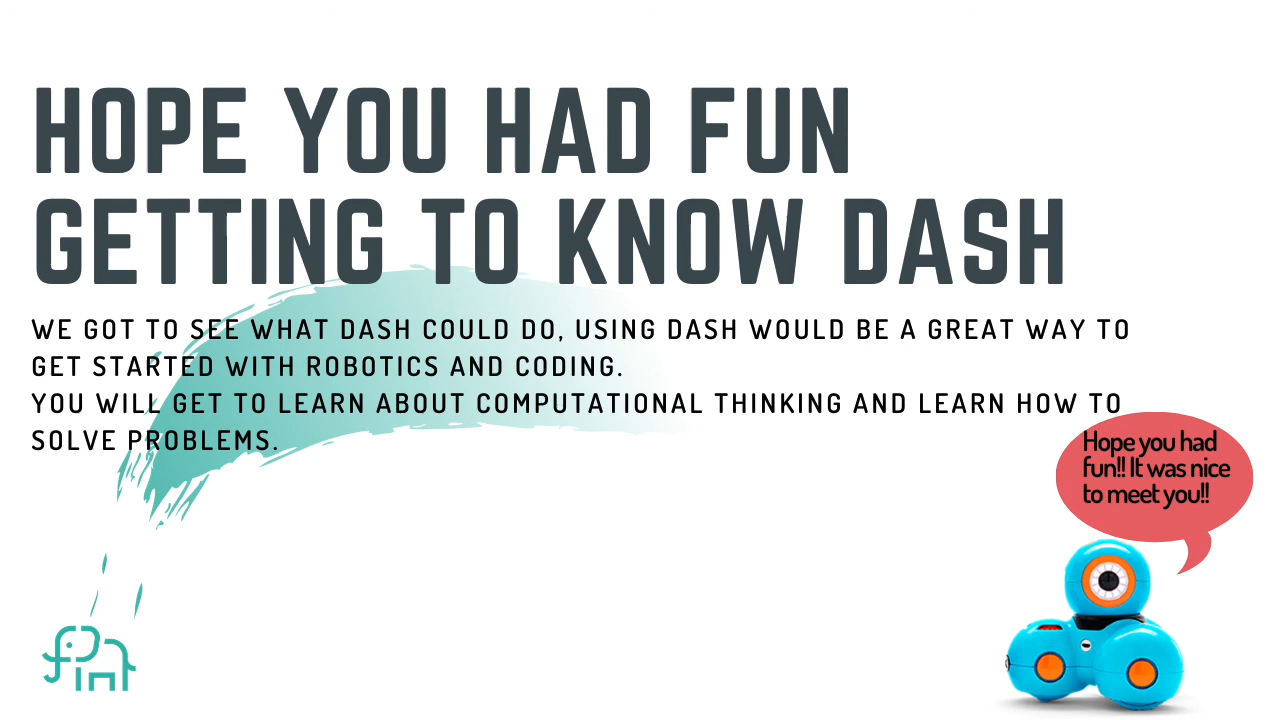 HOPE YOU HAD FUN
GETTING TO KNOW DASH
WE GOT TO SEE WHAT DASH COULD DO, USING DASH WOULD BE A GREAT WAY TO
GET STARTED WITH ROBOTICS AND CODING.
YOU WILL GET TO LEARN ABOUT COMPUTATIONAL THINKING AND LEARN HOW TO
SOLVE PROBLEMS.
Hope you had
fun!! It was nice
to meet you!!